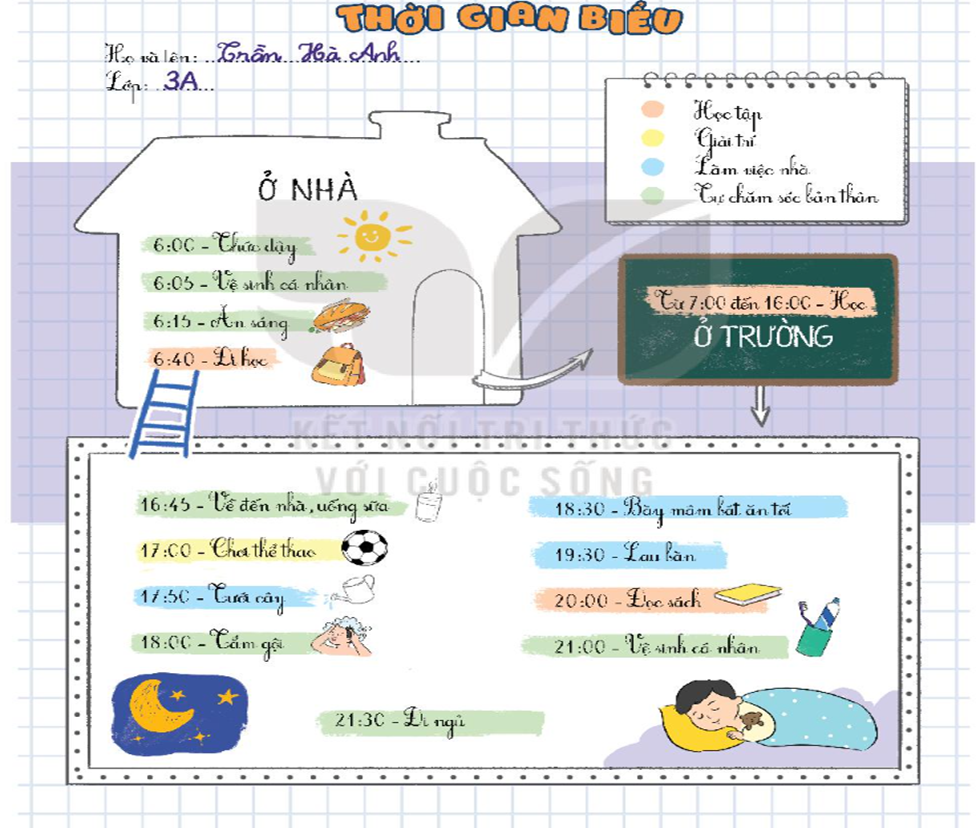 THỜI GIAN BIỂU
Họ và tên: ...Trần...Hà Anh...
Lớp: 3A...
Học tập
Giải trí
Làm việc nhà
Tự chăm sóc bản thân
Ở NHÀ
6:00 - Thức dậy
6:05 - Vệ sinh cá nhân
6:15 - Ăn sáng
6:40 - Đi học
Từ 7:00 đến 16:00 - Học
Ở TRƯỜNG
KẾT NỐI TRI THỨC
VỚI CUỘC SỐNG
16:45 - Về đến nhà, uống sữa
17:00 - Chơi thể thao
17:50 - Tưới cây
18:00 - Tắm gội
18:30 - Bày mâm bát ăn tối
19:30 - Lau bàn
20:00 - Đọc sách
21:00 - Vệ sinh cá nhân
21:30 - Đi ngủ